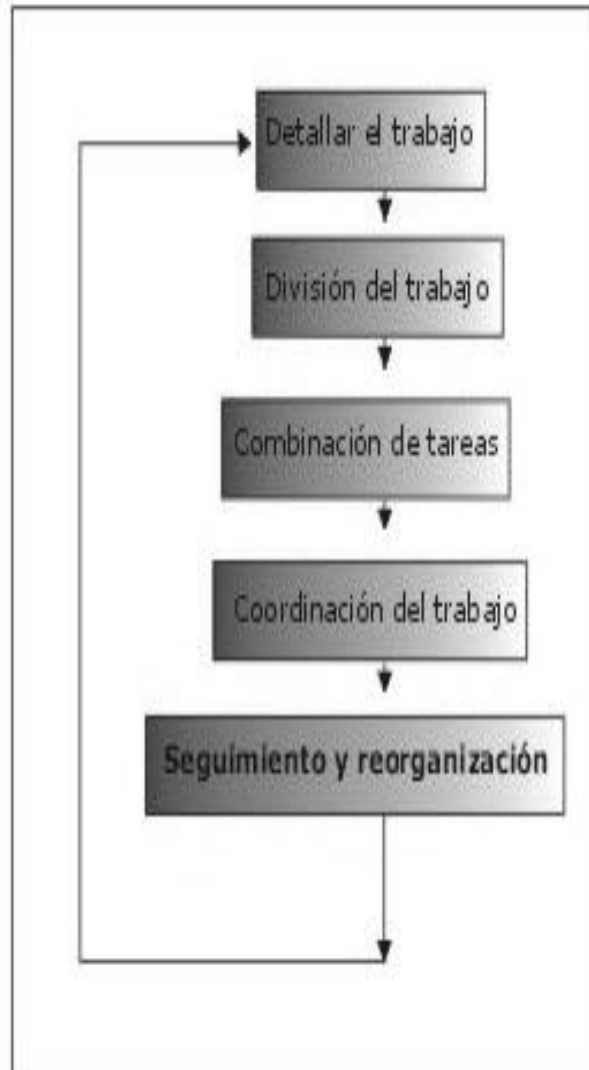 Detallar el trabajo
División del trabajo
Combinación de tareas
Coordinación del trabajo
Seguimiento y reorganización